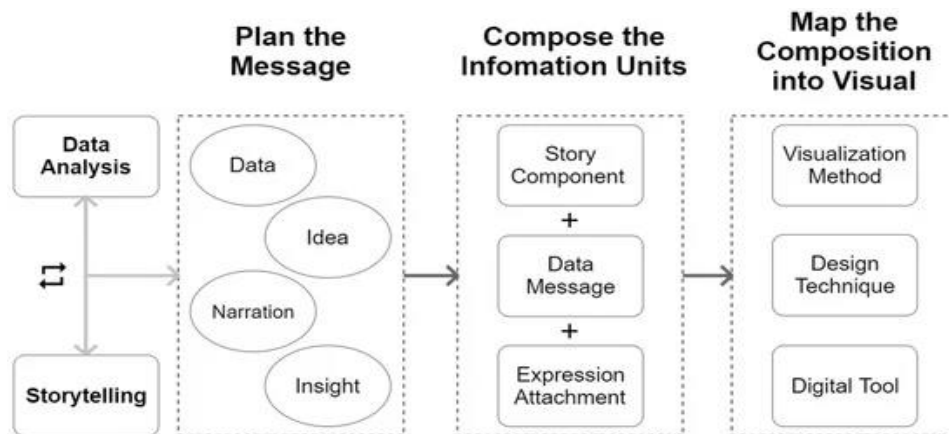 Plan the
Message
Compose the
Infomation Units
Map the
Composition
into Visual
Data
Analysis
Storytelling
Data
Idea
Narration
Insight
Story
Component
+
Data
Message
+
Expression
Attachment
Visualization
Method
Design
Technique
Digital Tool